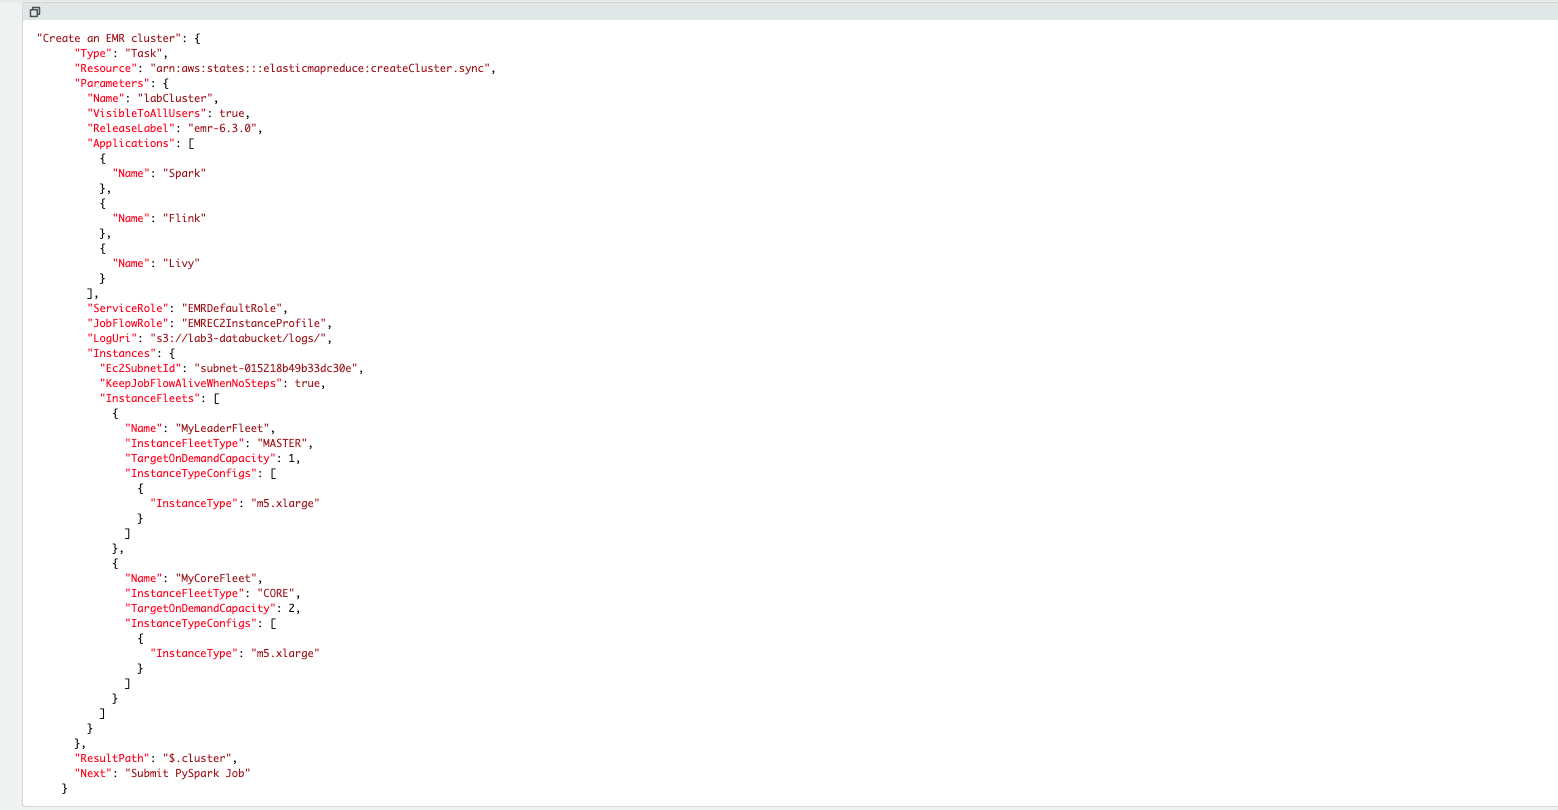 "Create an EMR cluster": {
"Type": "Task",
"Resource": "arn:aws:states:::elasticmapreduce:createCluster.sync",
"Parameters": {
"Name": "labCluster",
"VisibleToAllUsers": true,
"ReleaseLabel": "emr-6.3.0",
"Applications": [
{
"Name": "Spark"
},
{
"Name": "Flink"
},
{
"Name": "Livy"
}
],
"ServiceRole": "EMRDefaultRole",
"JobFlowRole": "EMREC2InstanceProfile",
"LogUri": "s3://lab3-databucket/logs/",
"Instances": {
"Ec2SubnetId": "subnet-015218b49b33dc30e",
"KeepJobFlowAliveWhenNoSteps": true,
"InstanceFleets": [
{
"Name": "MyLeaderFleet",
"InstanceFleetType": "MASTER",
"TargetOnDemandCapacity": 1,
"InstanceTypeConfigs": [
{
"InstanceType": "m5.xlarge"
}
]
},
{
"Name": "MyCoreFleet",
"InstanceFleetType": "CORE",
"TargetOnDemandCapacity": 2,
"InstanceTypeConfigs": [
{
"InstanceType": "m5.xlarge"
}
]
}
]
}
},
"ResultPath": "$.cluster",
"Next": "Submit PySpark Job"
}